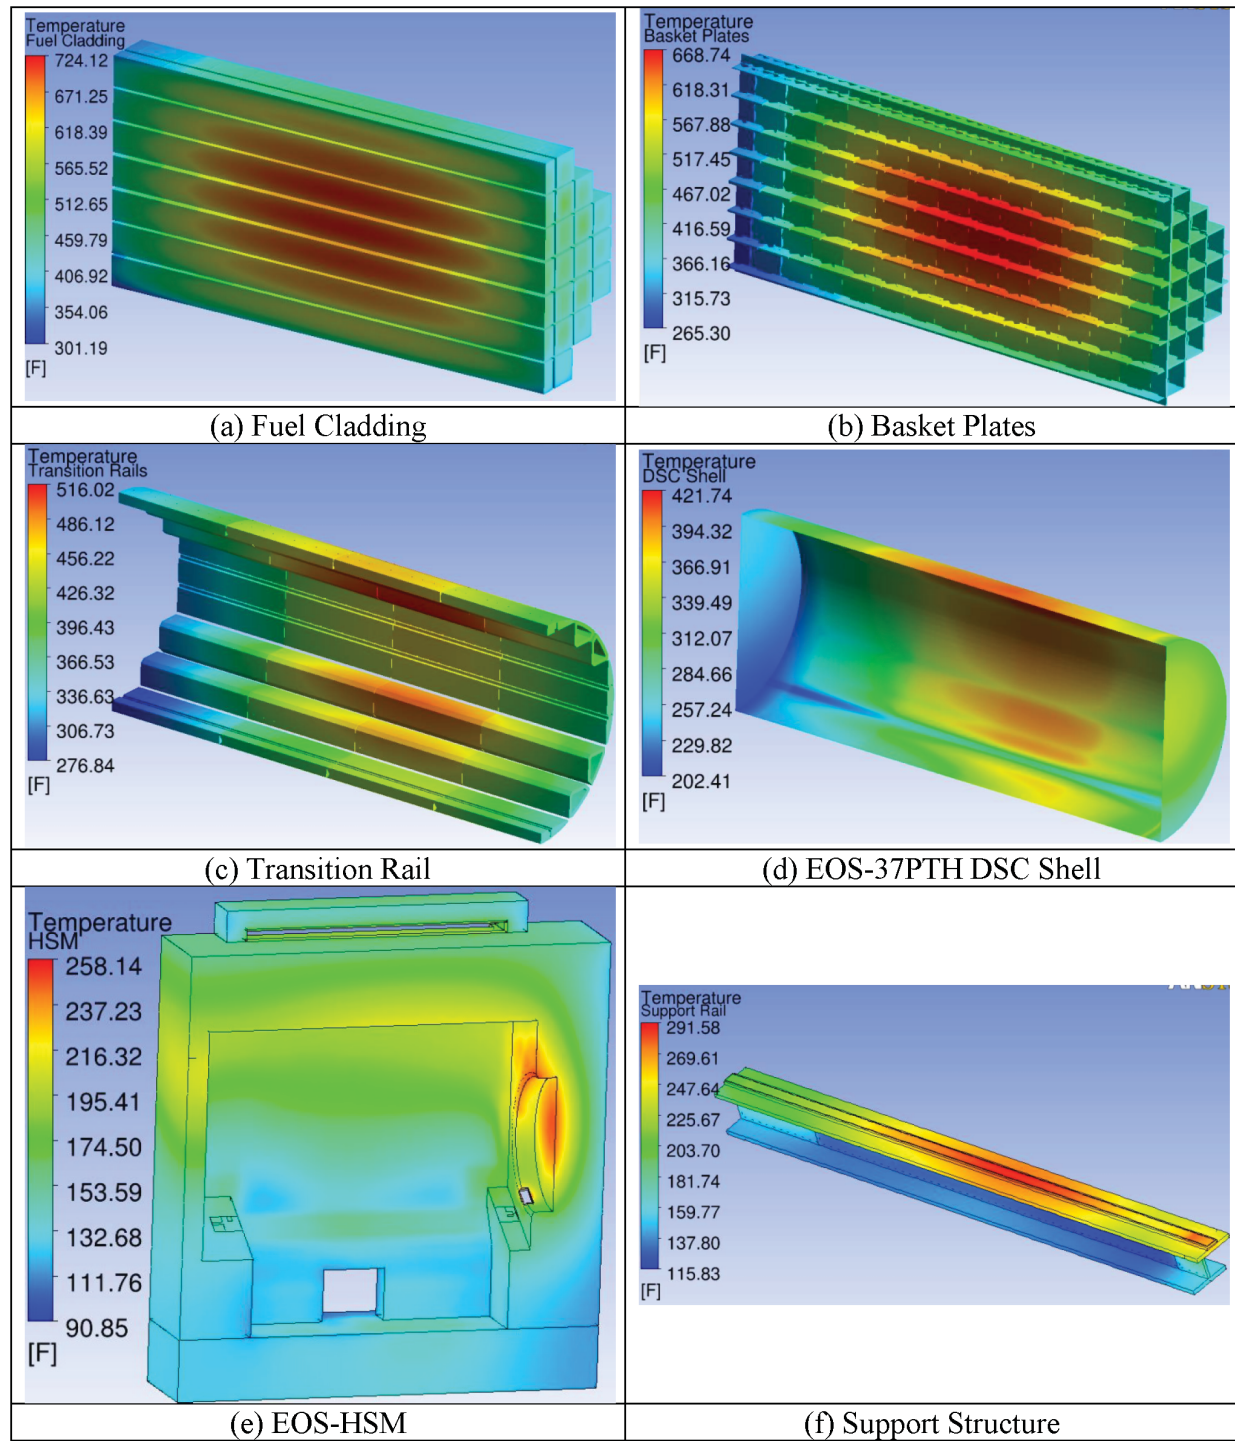 Temperature
Fuel Cladding
724.12
671.25
618.39
565.52
512.65
459.79
406.92
354.06
301.19
[F]
(a) Fuel Cladding
Temperature
Basket Plates
668.74
618.31
567.88
517.45
467.02
416.59
366.16
315.73
265.30
[F]
(b) Basket Plates
Temperature
Transition Rails
516.02
486.12
456.22
426.32
396.43
366.53
336.63
306.73
276.84
[F]
(c) Transition Rail
Temperature
DSC Shell
421.74
394.32
366.91
339.49
312.07
284.66
257.24
229.82
202.41
[F]
(d) EOS-37PTH DSC Shell
Temperature
HSM
258.14
237.23
216.32
195.41
174.50
153.59
132.68
111.76
90.85
[F]
(e) EOS-HSM
Temperature
Support Rail
291.58
269.61
247.64
225.67
203.70
181.74
159.77
137.80
115.83
[F]
(f) Support Structure